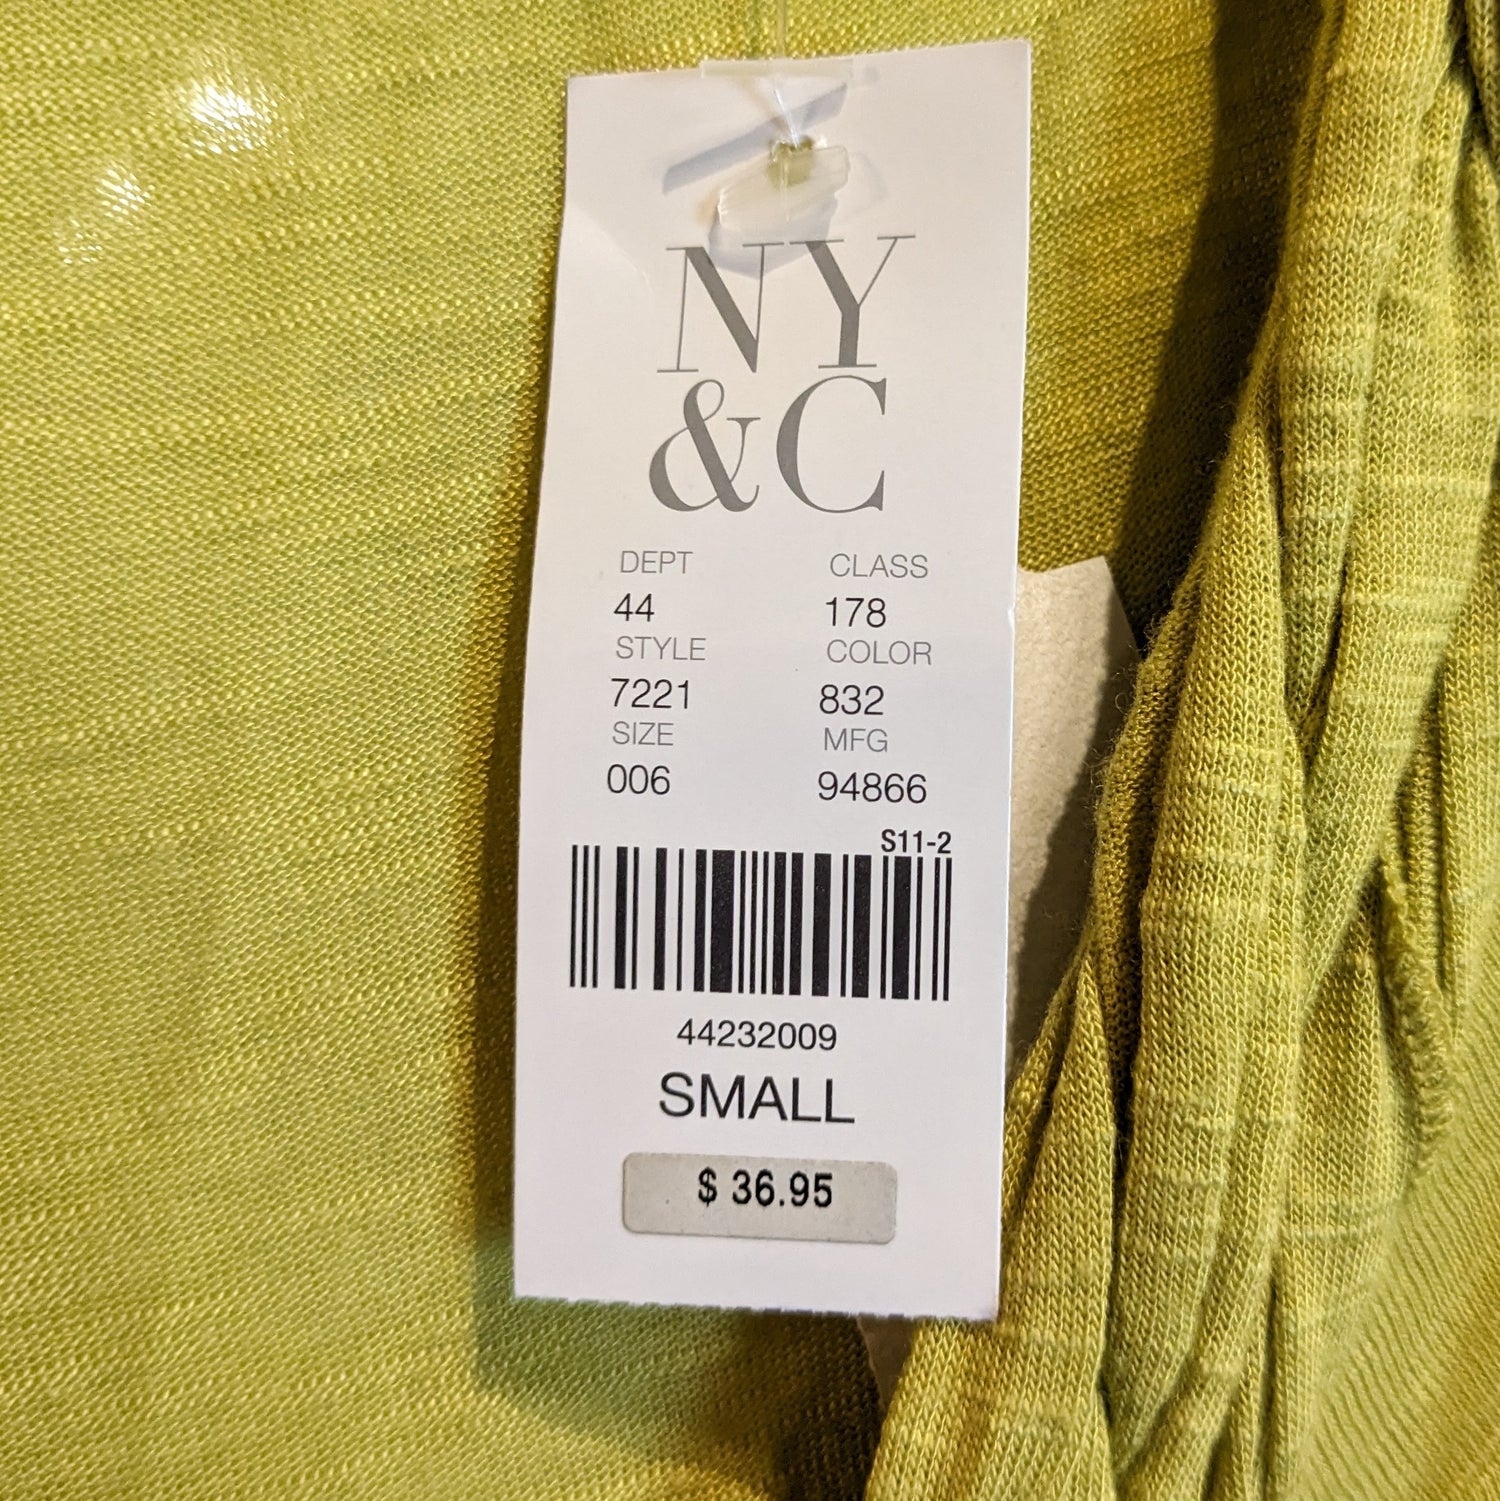 NY
&C
DEPT CLASS
44 178
STYLE COLOR
7221 832
SIZE MFG
006 94866
S11-2
44232009
SMALL
$ 36.95